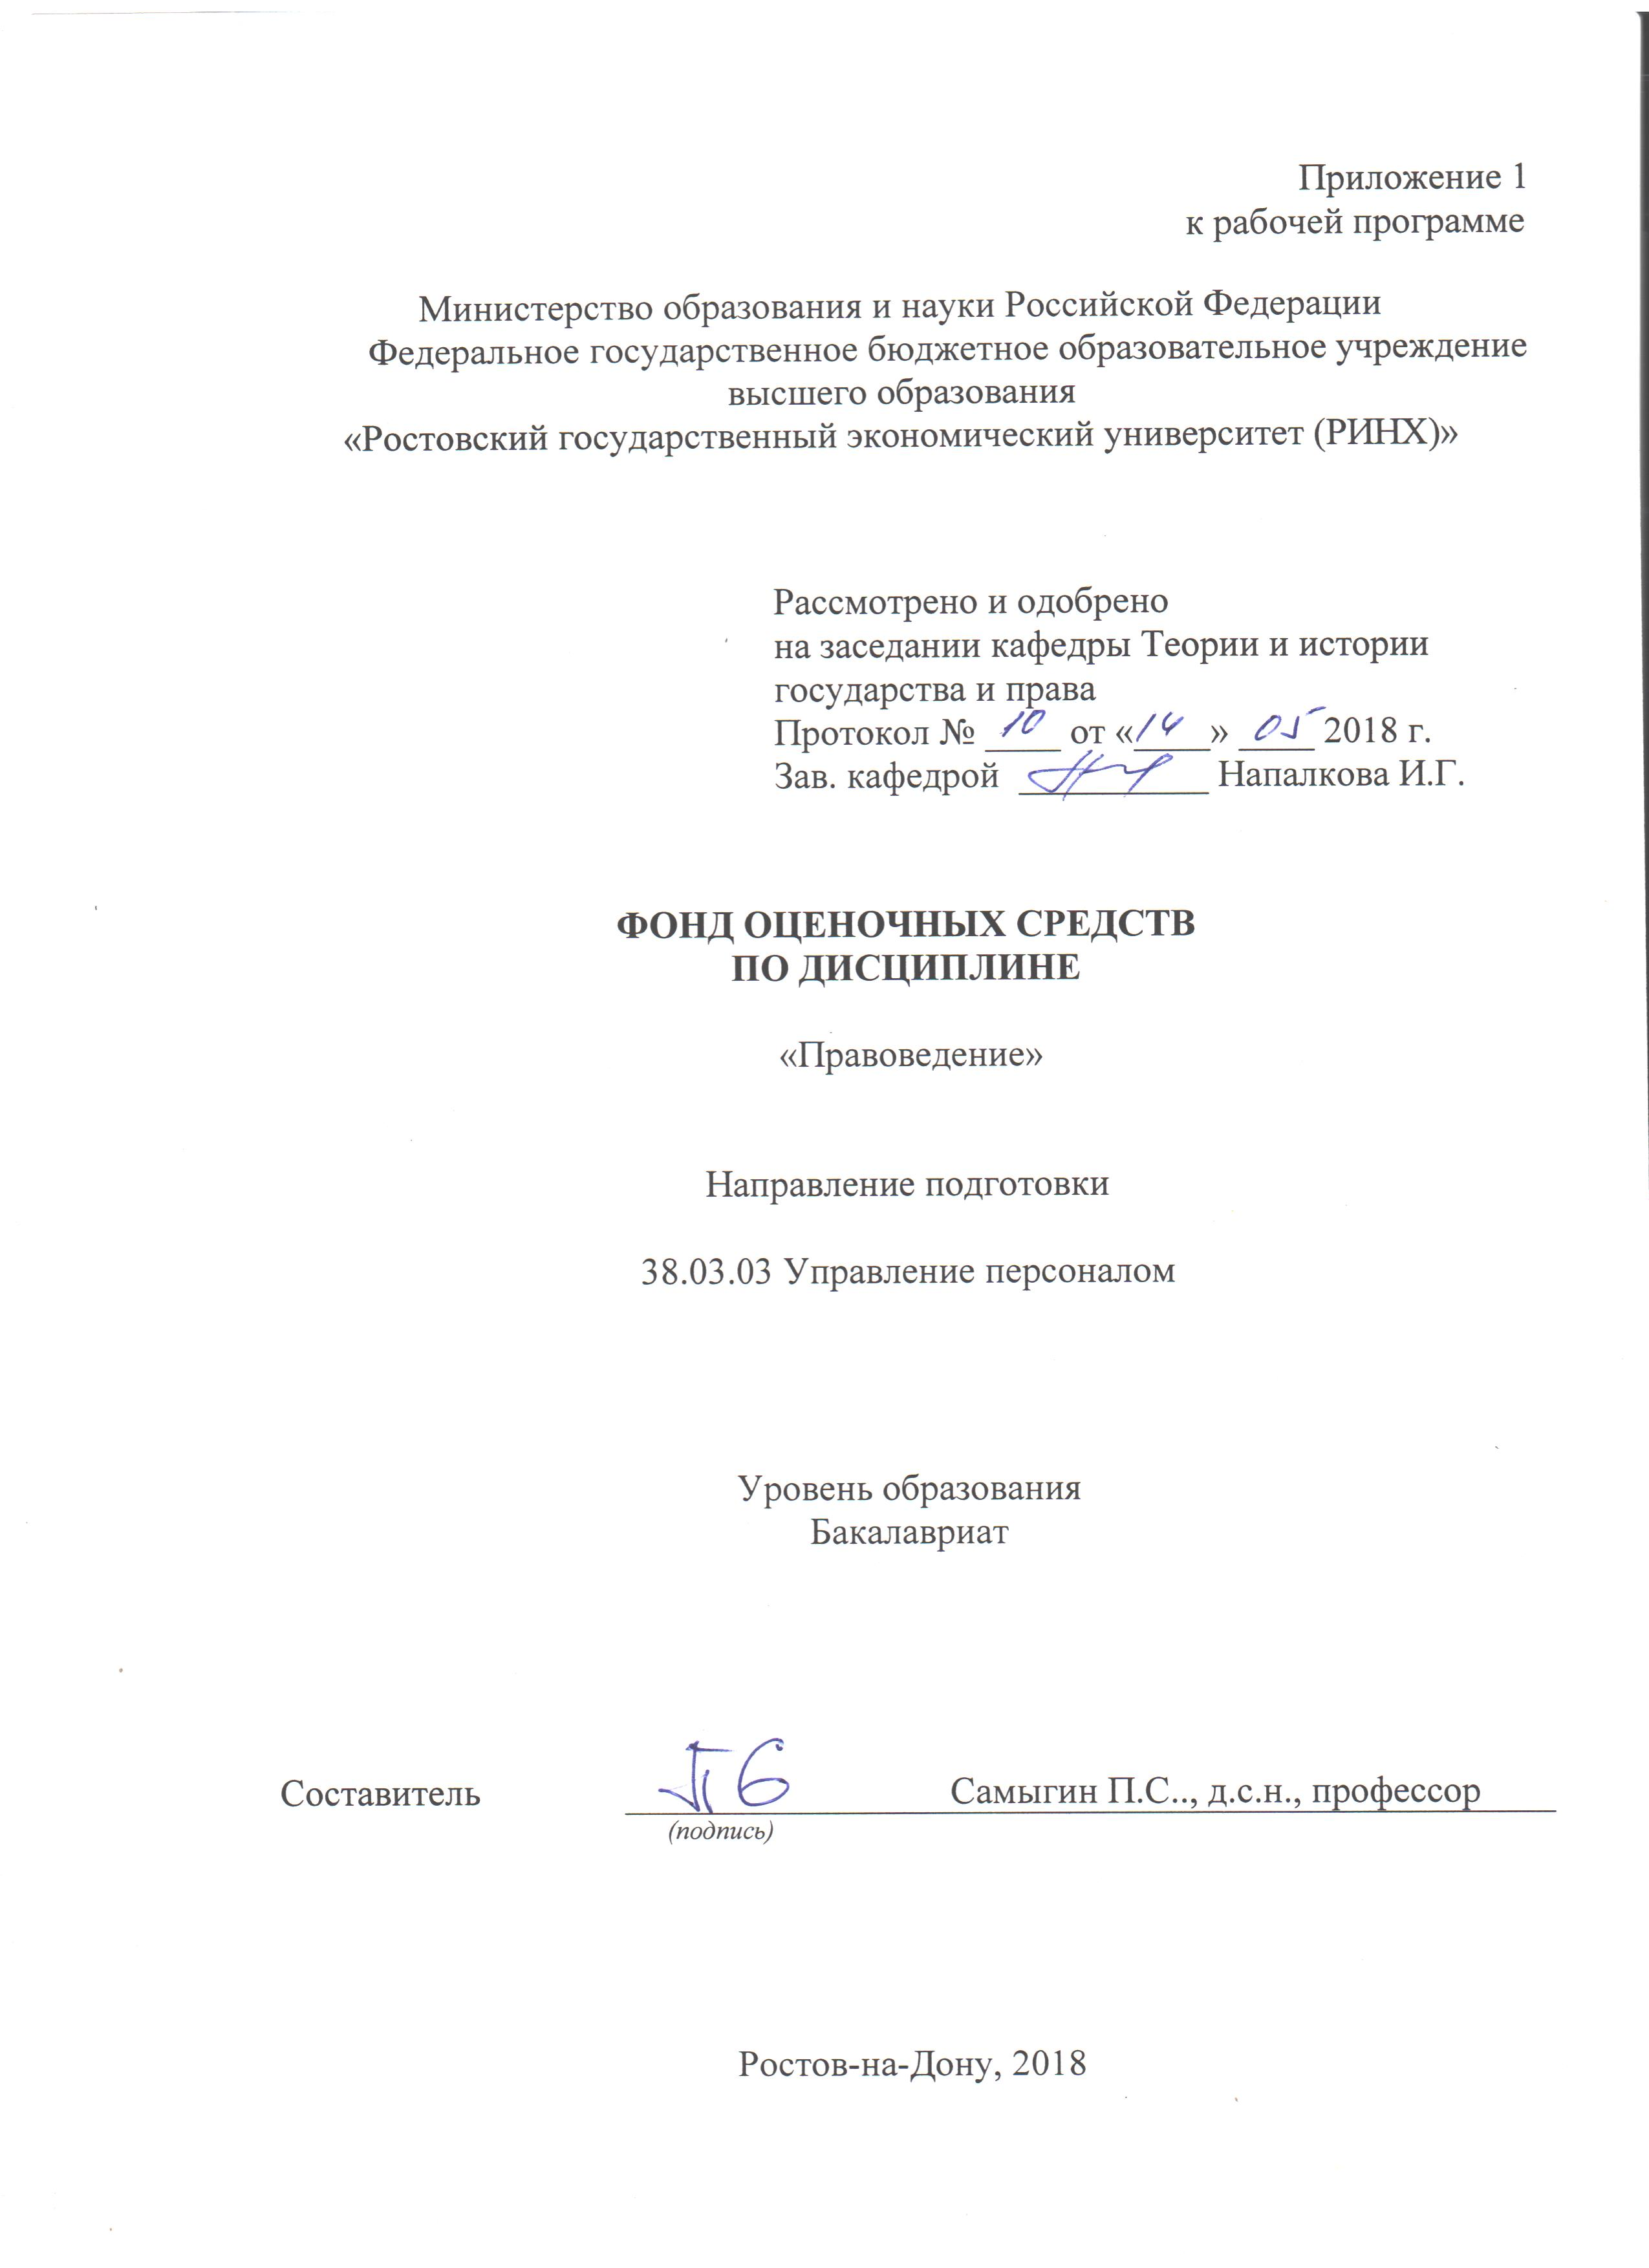 Приложение 1
к рабочей программе
Министерство образования и науки Российской Федерации
Федеральное государственное бюджетное образовательное учреждение
высшего образования
«Ростовский государственный экономический университет (РИНХ)»
Рассмотрено и одобрено
на заседании кафедры Теории и истории
государства и права
Протокол № 10 от «14» 05 2018 г.
Зав. кафедрой Напалкова И.Г.
ФОНД ОЦЕНОЧНЫХ СРЕДСТВ
ПО ДИСЦИПЛИНЕ
«Правоведение»
Направление подготовки
38.03.03 Управление персоналом
Уровень образования
Бакалавриат
Составитель Самыгин П.С.., д.с.н., профессор
(подпись)
Ростов-на-Дону, 2018